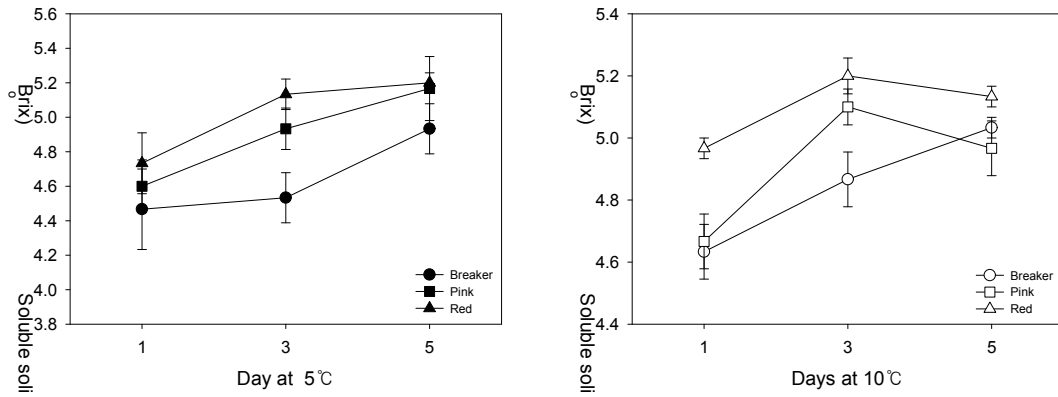 5.6
5.4
5.2
5.0
4.8
4.6
4.4
4.2
4.0
3.8
Soluble soli
oBrix)
1 3 5
Day at 5℃
Breaker
Pink
Red
5.4
5.2
5.0
4.8
4.6
4.4
Soluble soli
oBrix)
1 3 5
Days at 10℃
Breaker
Pink
Red